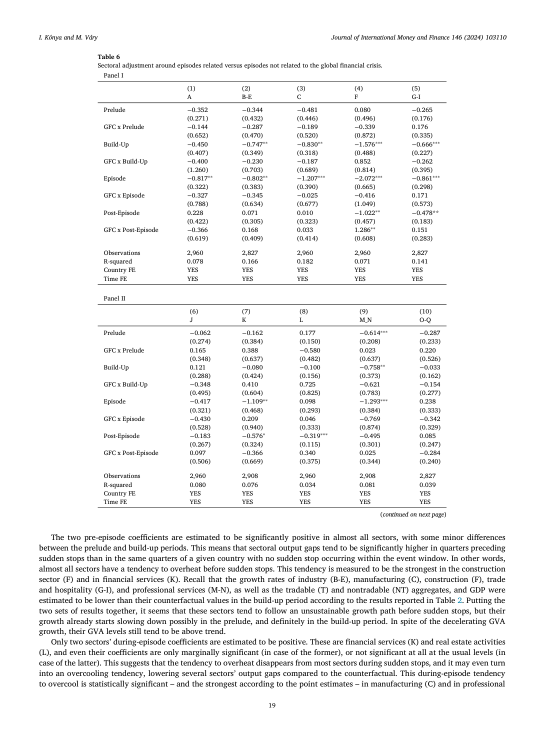 I. Kónya and M. Váry
Journal of International Money and Finance 146 (2024) 103110
Table 6
Sectoral adjustment around episodes related versus episodes not related to the global financial crisis.
Panel I
(1) (2) (3) (4) (5)
A B-E C F G-I
Prelude −0.352 −0.344 −0.481 0.080 −0.265
(0.271) (0.432) (0.446) (0.496) (0.176)
GFC x Prelude −0.144 −0.287 −0.189 −0.339 0.176
(0.652) (0.470) (0.520) (0.872) (0.335)
Build-Up −0.450 −0.747** −0.830** −1.576*** −0.666***
(0.407) (0.349) (0.318) (0.488) (0.227)
GFC x Build-Up −0.400 −0.230 −0.187 0.852 −0.262
(1.260) (0.703) (0.689) (0.814) (0.395)
Episode −0.817** −0.802** −1.207*** −2.072*** −0.861***
(0.322) (0.383) (0.390) (0.665) (0.298)
GFC x Episode −0.327 −0.345 −0.025 −0.416 0.171
(0.788) (0.634) (0.677) (1.049) (0.573)
Post-Episode 0.228 0.071 0.010 −1.022** −0.478**
(0.422) (0.305) (0.323) (0.457) (0.183)
GFC x Post-Episode −0.366 0.168 0.033 1.286** 0.151
(0.619) (0.409) (0.414) (0.608) (0.283)
Observations 2,960 2,827 2,960 2,960 2,827
R-squared 0.078 0.166 0.182 0.071 0.141
Country FE YES YES YES YES YES
Time FE YES YES YES YES YES
Panel II
(6) (7) (8) (9) (10)
J K L M_N O-Q
Prelude −0.062 −0.162 0.177 −0.614*** −0.287
(0.274) (0.384) (0.150) (0.208) (0.233)
GFC x Prelude 0.165 0.388 −0.580 0.023 0.220
(0.348) (0.637) (0.482) (0.637) (0.526)
Build-Up 0.121 −0.080 −0.100 −0.758** −0.033
(0.288) (0.424) (0.156) (0.373) (0.162)
GFC x Build-Up −0.348 0.410 0.725 −0.621 −0.154
(0.495) (0.604) (0.825) (0.783) (0.277)
Episode −0.417 −1.109** 0.098 −1.293*** 0.238
(0.321) (0.468) (0.293) (0.384) (0.333)
GFC x Episode −0.430 0.209 0.046 −0.769 −0.342
(0.528) (0.940) (0.333) (0.874) (0.329)
Post-Episode −0.183 −0.576* −0.319*** −0.495 0.085
(0.267) (0.324) (0.115) (0.301) (0.247)
GFC x Post-Episode 0.097 −0.366 0.340 0.025 −0.284
(0.506) (0.669) (0.375) (0.344) (0.240)
Observations 2,960 2,908 2,960 2,908 2,827
R-squared 0.080 0.076 0.034 0.081 0.039
Country FE YES YES YES YES YES
Time FE YES YES YES YES YES
(continued on next page)
The two pre-episode coefficients are estimated to be significantly positive in almost all sectors, with some minor differences
between the prelude and build-up periods. This means that sectoral output gaps tend to be significantly higher in quarters preceding
sudden stops than in the same quarters of a given country with no sudden stop occurring within the event window. In other words,
almost all sectors have a tendency to overheat before sudden stops. This tendency is measured to be the strongest in the construction
sector (F) and in financial services (K). Recall that the growth rates of industry (B-E), manufacturing (C), construction (F), trade
and hospitality (G-I), and professional services (M-N), as well as the tradable (T) and nontradable (NT) aggregates, and GDP were
estimated to be lower than their counterfactual values in the build-up period according to the results reported in Table 2. Putting the
two sets of results together, it seems that these sectors tend to follow an unsustainable growth path before sudden stops, but their
growth already starts slowing down possibly in the prelude, and definitely in the build-up period. In spite of the decelerating GVA
growth, their GVA levels still tend to be above trend.
Only two sectors' during-episode coefficients are estimated to be positive. These are financial services (K) and real estate activities
(L), and even their coefficients are only marginally significant (in case of the former), or not significant at all at the usual levels (in
case of the latter). This suggests that the tendency to overheat disappears from most sectors during sudden stops, and it may even turn
into an overcooling tendency, lowering several sectors' output gaps compared to the counterfactual. This during-episode tendency
to overcool is statistically significant – and the strongest according to the point estimates – in manufacturing (C) and in professional
19